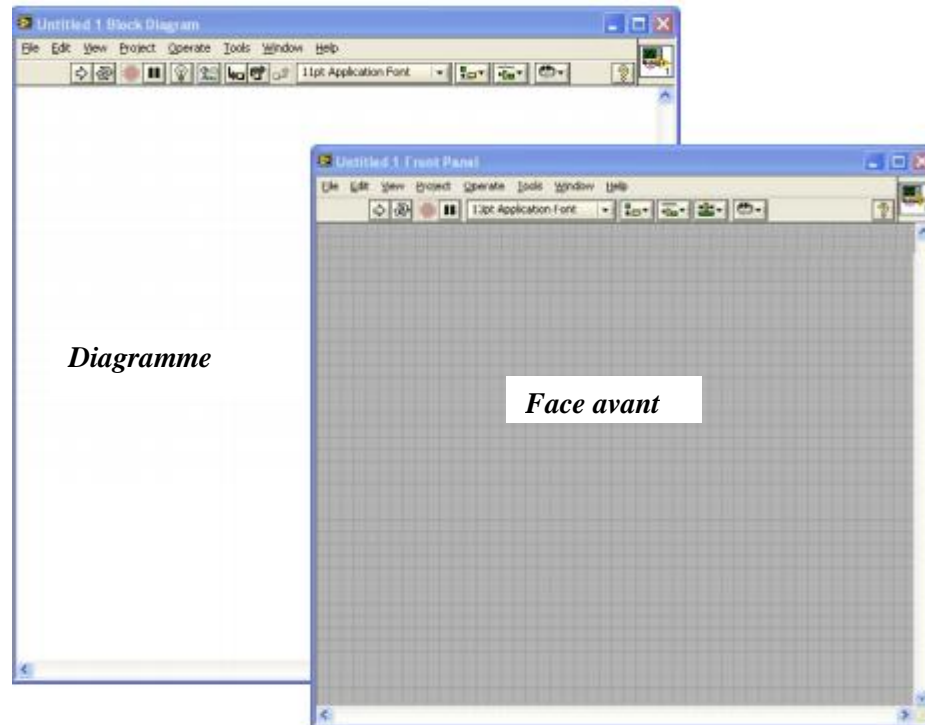 Untitled 1 Block Diagram
File Edit View Project Operate Tools Window Help
11pt Application Font
1
Untitled 1 Front Panel
File Edit View Project Operate Tools Window Help
13pt Application Font
Diagramme
Face avant